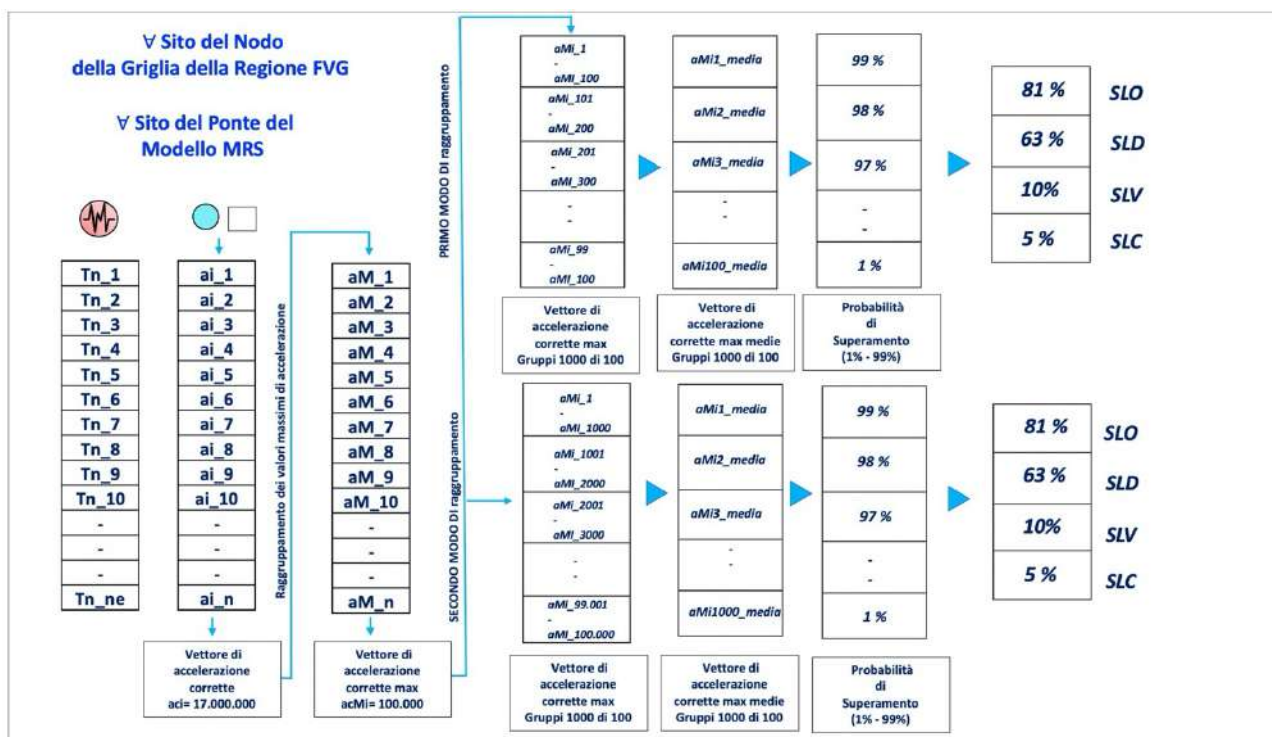 ∀ Sito del Nodo
della Griglia della Regione FVG
∀ Sito del Ponte del
Modello MRS
Tn_1
Tn_2
Tn_3
Tn_4
Tn_5
Tn_6
Tn_7
Tn_8
Tn_9
Tn_10
-
-
-
Tn_ne
ai_1
ai_2
ai_3
ai_4
ai_5
ai_6
ai_7
ai_8
ai_9
ai_10
-
-
-
ai_n
Vettore di
accelerazione
corrette
aci= 17.000.000
Raggruppamento dei valori massimi di accelerazione
aM_1
aM_2
aM_3
aM_4
aM_5
aM_6
aM_7
aM_8
aM_9
aM_10
-
-
-
aM_n
Vettore di
accelerazione
corrette max
acMi= 100.000
PRIMO MODO DI raggruppamento
aMi_1
-
aMI_100
aMi_101
-
aMi_200
aMi_201
-
aMI_300
-
-
aMi_99
-
aMI_100
Vettore di
accelerazione
corrette max
Gruppi 1000 di 100
aMi1_media
aMi2_media
aMi3_media
-
-
aMi100_media
Vettore di
accelerazione
corrette max medie
Gruppi 1000 di 100
99 %
98 %
97 %
-
-
1 %
Probabilità
di
Superamento
(1% - 99%)
81 % SLO
63 % SLD
10% SLV
5 % SLC
SECONDO MODO DI raggruppamento
aMi_1
-
aMI_1000
aMi_1001
-
aMI_2000
aMi_2001
-
aMI_3000
-
-
aMi_99.001
-
aMI_100.000
Vettore di
accelerazione
corrette max
Gruppi 1000 di 100
aMi1_media
aMi2_media
aMi3_media
-
-
aMi1000_media
Vettore di
accelerazione
corrette max medie
Gruppi 1000 di 100
99 %
98 %
97 %
-
-
1 %
Probabilità
di
Superamento
(1% - 99%)
81 % SLO
63 % SLD
10% SLV
5 % SLC